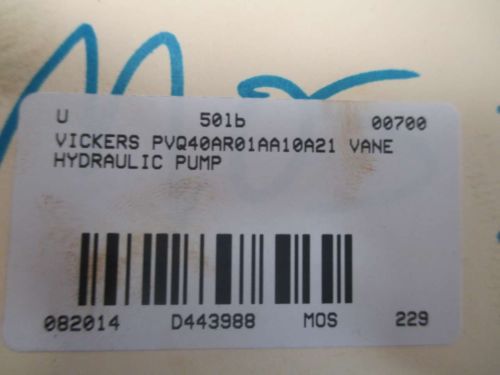 U 50lb 00700
VICKERS PVQ40AR01AA10A21 VANE
HYDRAULIC PUMP
082014 D443988 MOS 229